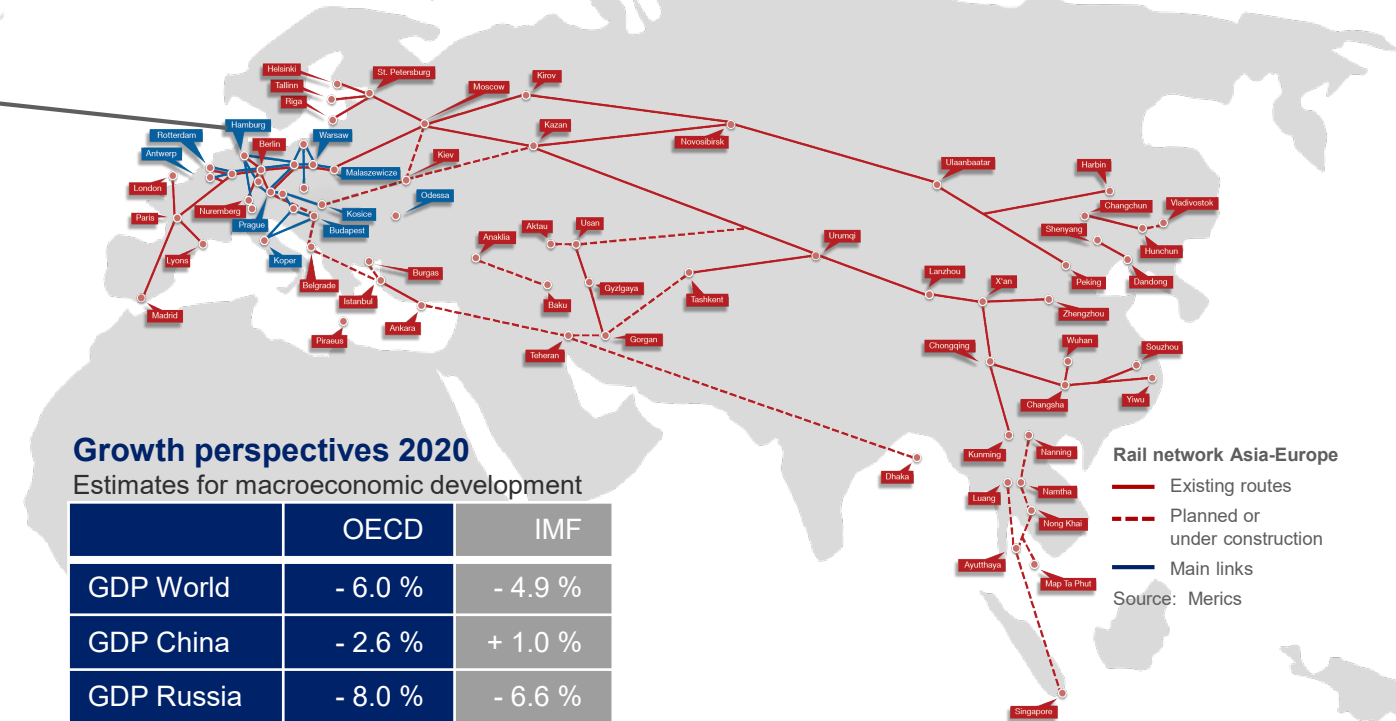 Helsinki
St. Petersburg
Tallinn
Riga
Moscow
Kirov
Hamburg
Rotterdam
Berlin
Warsaw
Antwerp
Kazan
Novosibirsk
Kiev
Malaszewicze
London
Odessa
Paris
Nuremberg
Prague
Kosice
Budapest
Lyons
Koper
Belgrade
Burgas
Istanbul
Madrid
Piraeus
Ankara
Anaklia
Aktau
Usan
Baku
Gyzlgaya
Tashkent
Teheran
Gorgan
Urumqi
Ulaanbaatar
Harbin
Changchun
Vladivostok
Shenyang
Hunchun
Peking
Dandong
Lanzhou
X'an
Zhengzhou
Chongqing
Wuhan
Souzhou
Changsha
Yiwu
Kunming
Nanning
Dhaka
Luang
Namtha
Nong Khai
Ayutthaya
Map Ta Phut
Singapore
Growth perspectives 2020
Estimates for macroeconomic development
OECD IMF
GDP World - 6.0 % - 4.9 %
GDP China - 2.6 % + 1.0 %
GDP Russia - 8.0 % - 6.6 %
Rail network Asia-Europe
Existing routes
Planned or
under construction
Main links
Source: Merics